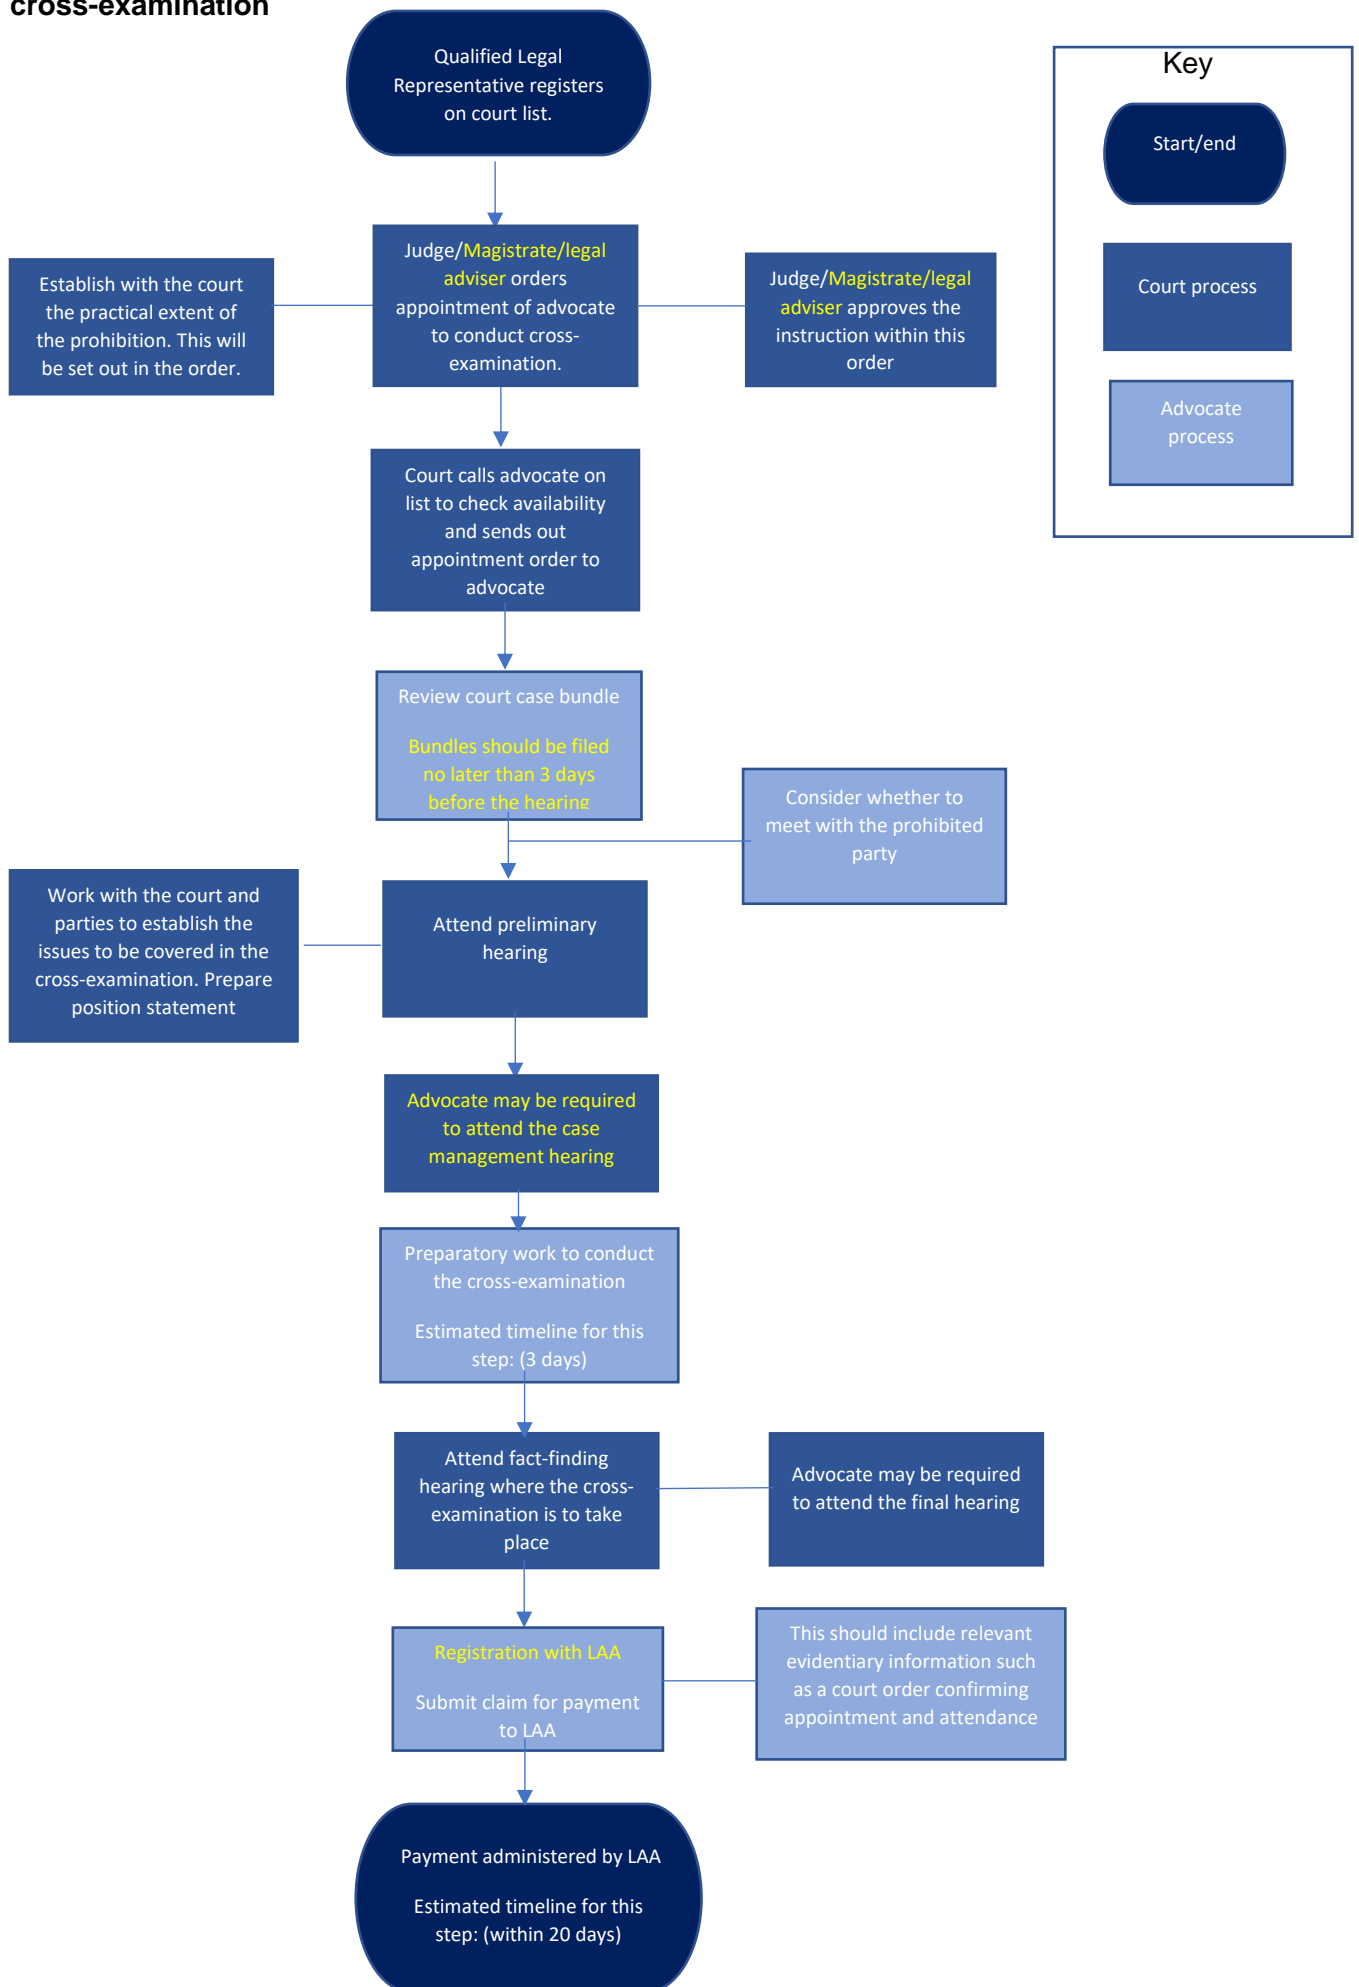 cross-examination
Qualified Legal
Representative registers
on court list.
Key
Start/end
Court process
Advocate
process
Judge/Magistrate/legal
adviser orders
appointment of advocate
to conduct cross-
examination.
Establish with the court
the practical extent of
the prohibition. This will
be set out in the order.
Judge/Magistrate/legal
adviser approves the
instruction within this
order
Court calls advocate on
list to check availability
and sends out
appointment order to
advocate
Review court case bundle
Bundles should be filed
no later than 3 days
before the hearing
Consider whether to
meet with the prohibited
party
Work with the court and
parties to establish the
issues to be covered in the
cross-examination. Prepare
position statement
Attend preliminary
hearing
Advocate may be required
to attend the case
management hearing
Preparatory work to conduct
the cross-examination
Estimated timeline for this
step: (3 days)
Attend fact-finding
hearing where the cross-
examination is to take
place
Advocate may be required
to attend the final hearing
Registration with LAA
Submit claim for payment
to LAA
This should include relevant
evidentiary information such
as a court order confirming
appointment and attendance
Payment administered by LAA
Estimated timeline for this
step: (within 20 days)